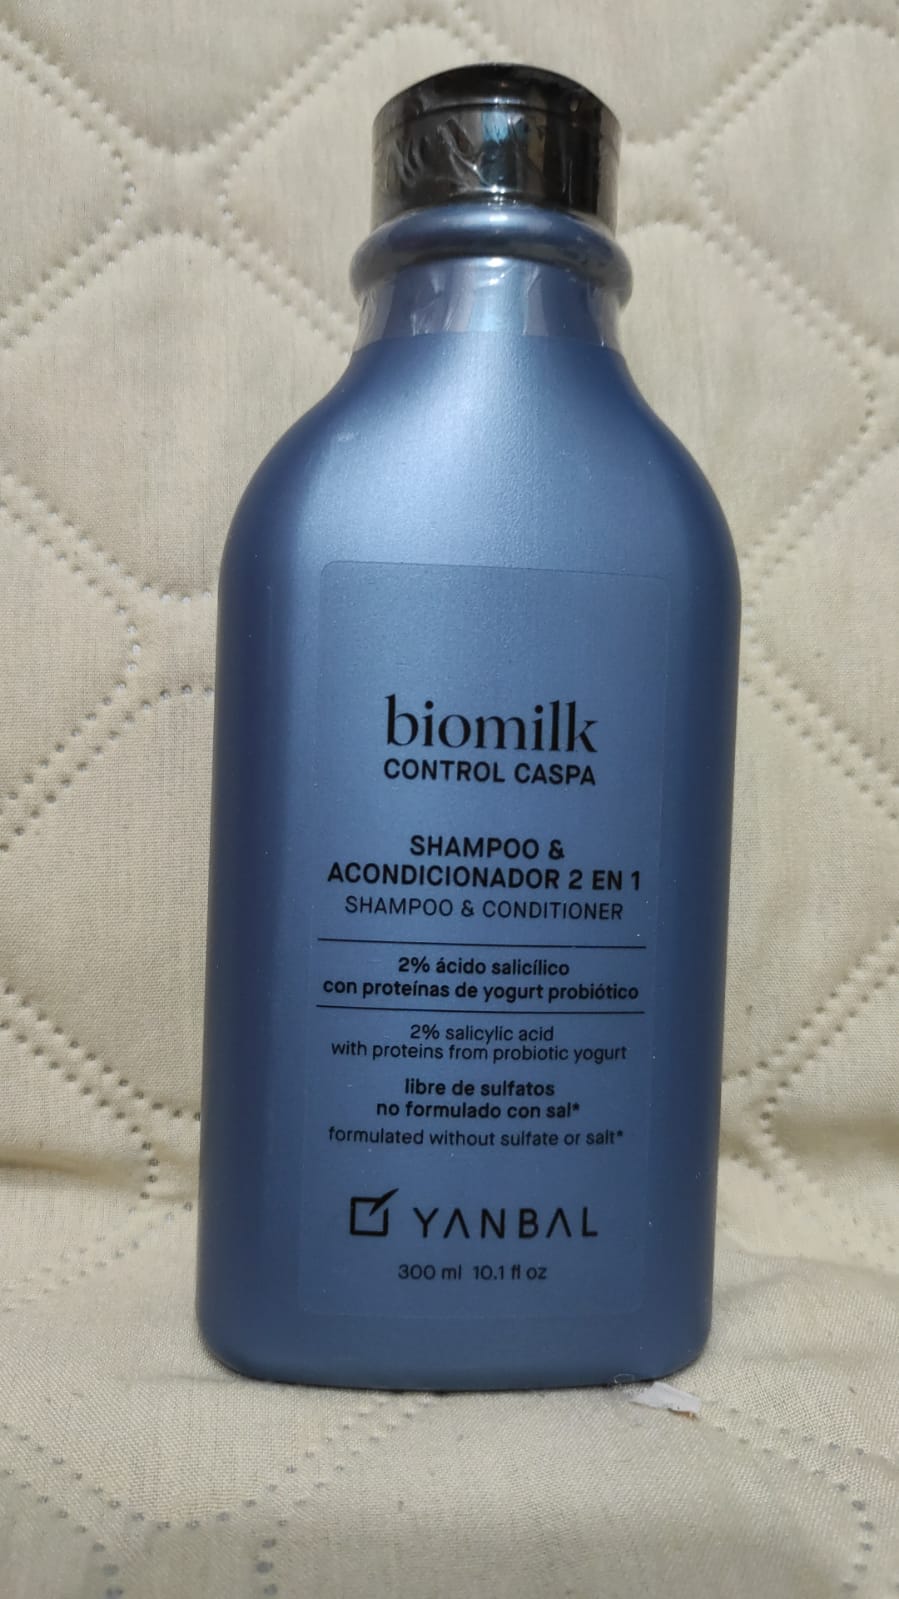 biomilk
CONTROL CASPA
SHAMPOO &
ACONDICIONADOR 2 EN 1
SHAMPOO & CONDITIONER
2% ácido salicílico
con proteínas de yogurt probiótico
2% salicylic acid
with proteins from probiotic yogurt
libre de sulfatos
no formulado con sal*
formulated without sulfate or salt*
YANBAL
300 ml 10.1 fl oz